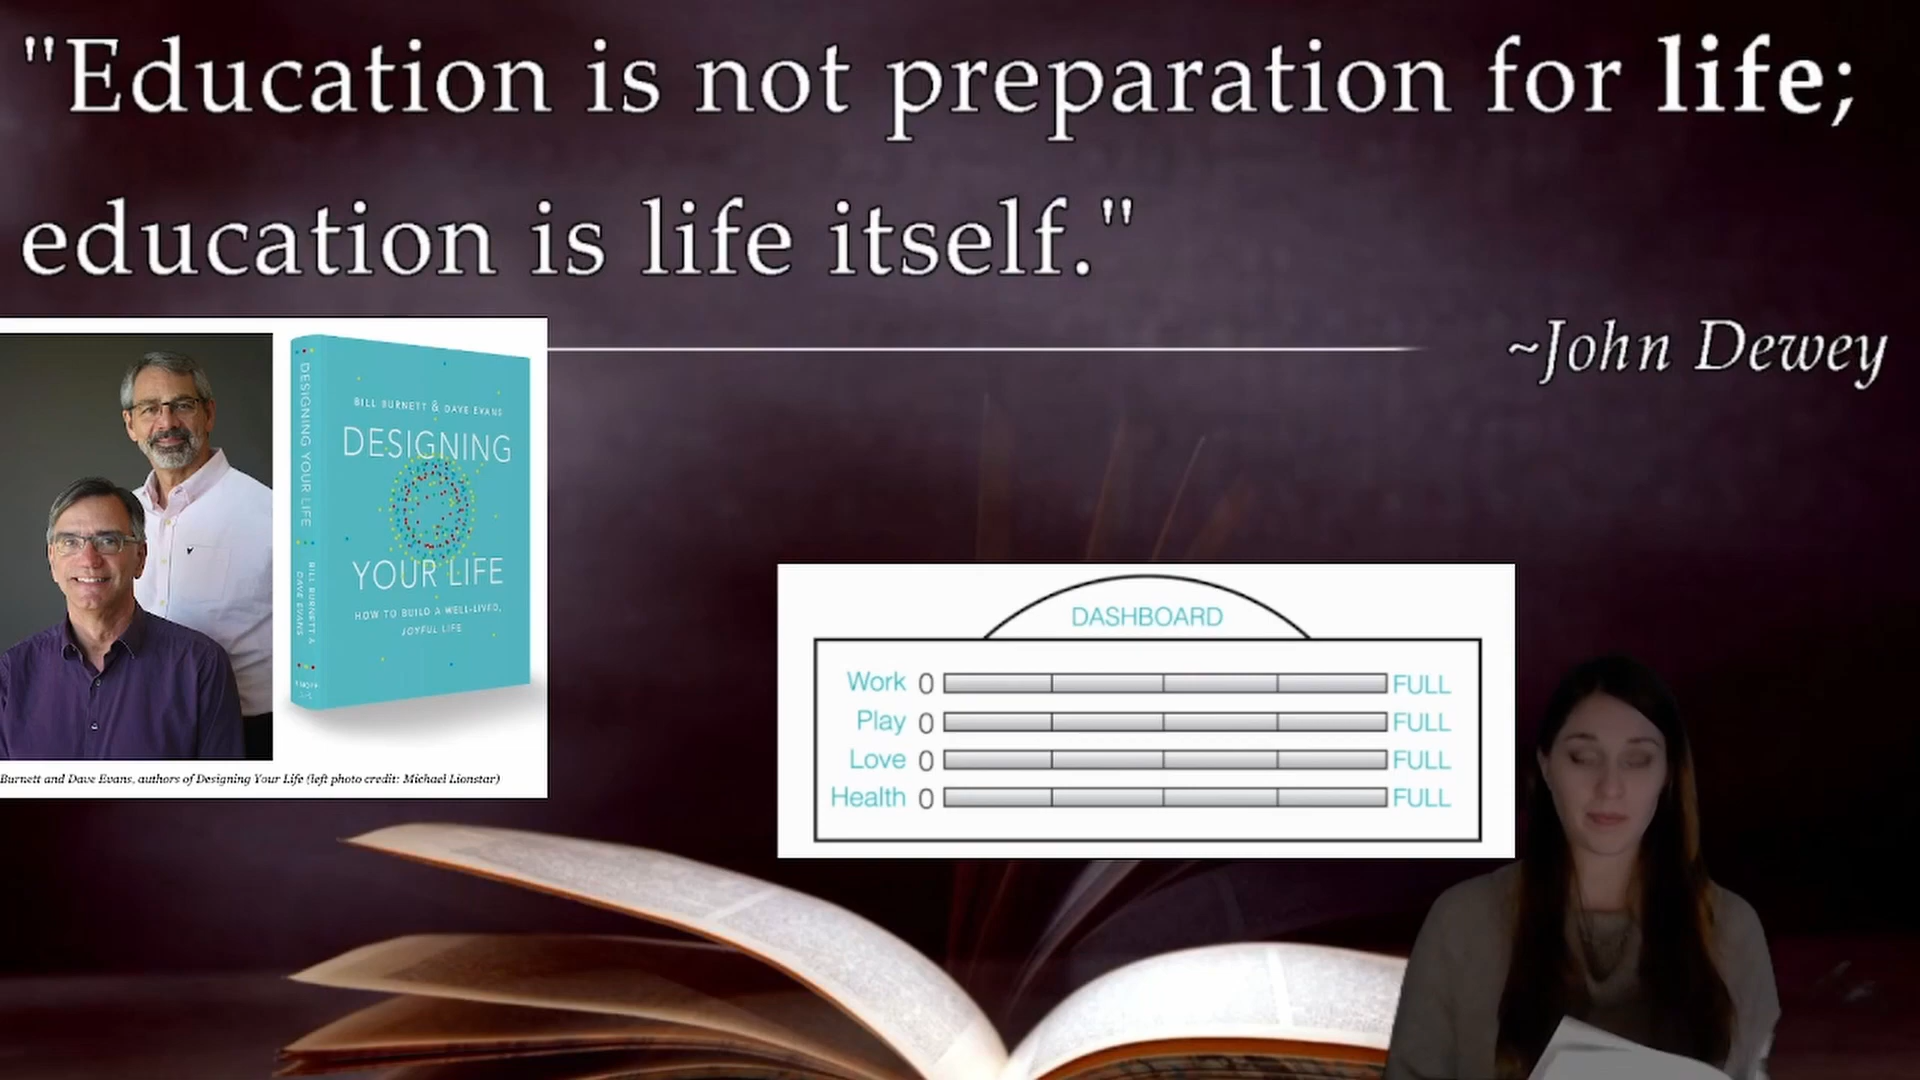 "Education is not preparation for life;
education is life itself."
~John Dewey
DESIGNING YOUR LIFE
BILL BURNETT &
DAVE EVANS
BILL BURNETT & DAVE EVANS
DESIGNING
YOUR LIFE
HOW TO BUILD A WELL-LIVED,
JOYFUL LIFE
Burnett and Dave Evans, authors of Designing Your Life (left photo credit: Michael Lionstar)
DASHBOARD
Work 0 FULL
Play 0 FULL
Love 0 FULL
Health 0 FULL